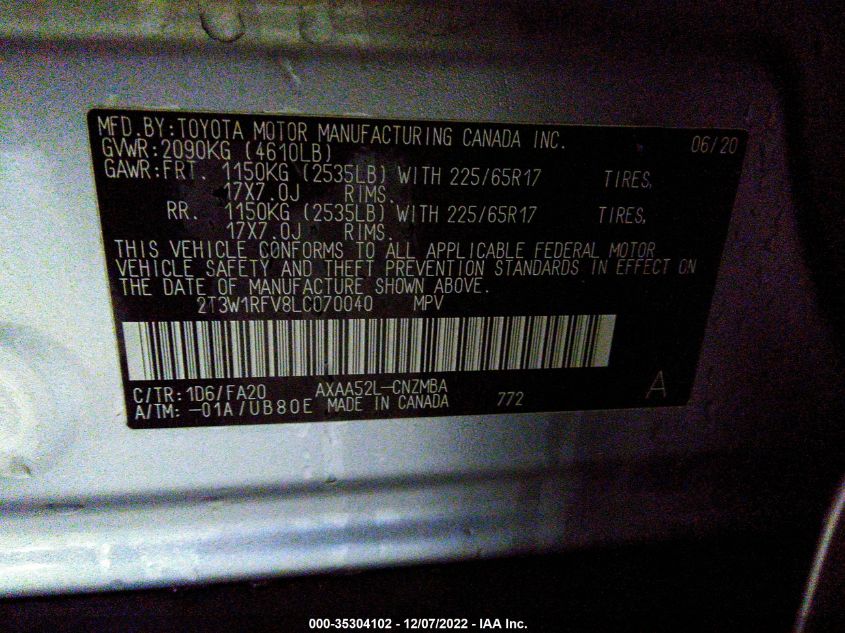 MFD.BY:TOYOTA MOTOR MANUFACTURING CANADA INC. 06/20
GVWR:2090KG (4610LB)
GAWR:FRT. 1150KG (2535LB) WITH 225/65R17 TIRES,
17X7.0J RIMS.
RR. 1150KG (2535LB) WITH 225/65R17 TIRES,
17X7.0J RIMS.
THIS VEHICLE CONFORMS TO ALL APPLICABLE FEDERAL MOTOR
VEHICLE SAFETY AND THEFT PREVENTION STANDARDS IN EFFECT ON
THE DATE OF MANUFACTURE SHOWN ABOVE.
2T3W1RFV8LC070040 MPV
C/TR:1D6/FA20 AXAA52L-CNZMBA A
A/TM: -01A/UB80E MADE IN CANADA 772
000-35304102 - 12/07/2022 - IAA Inc.